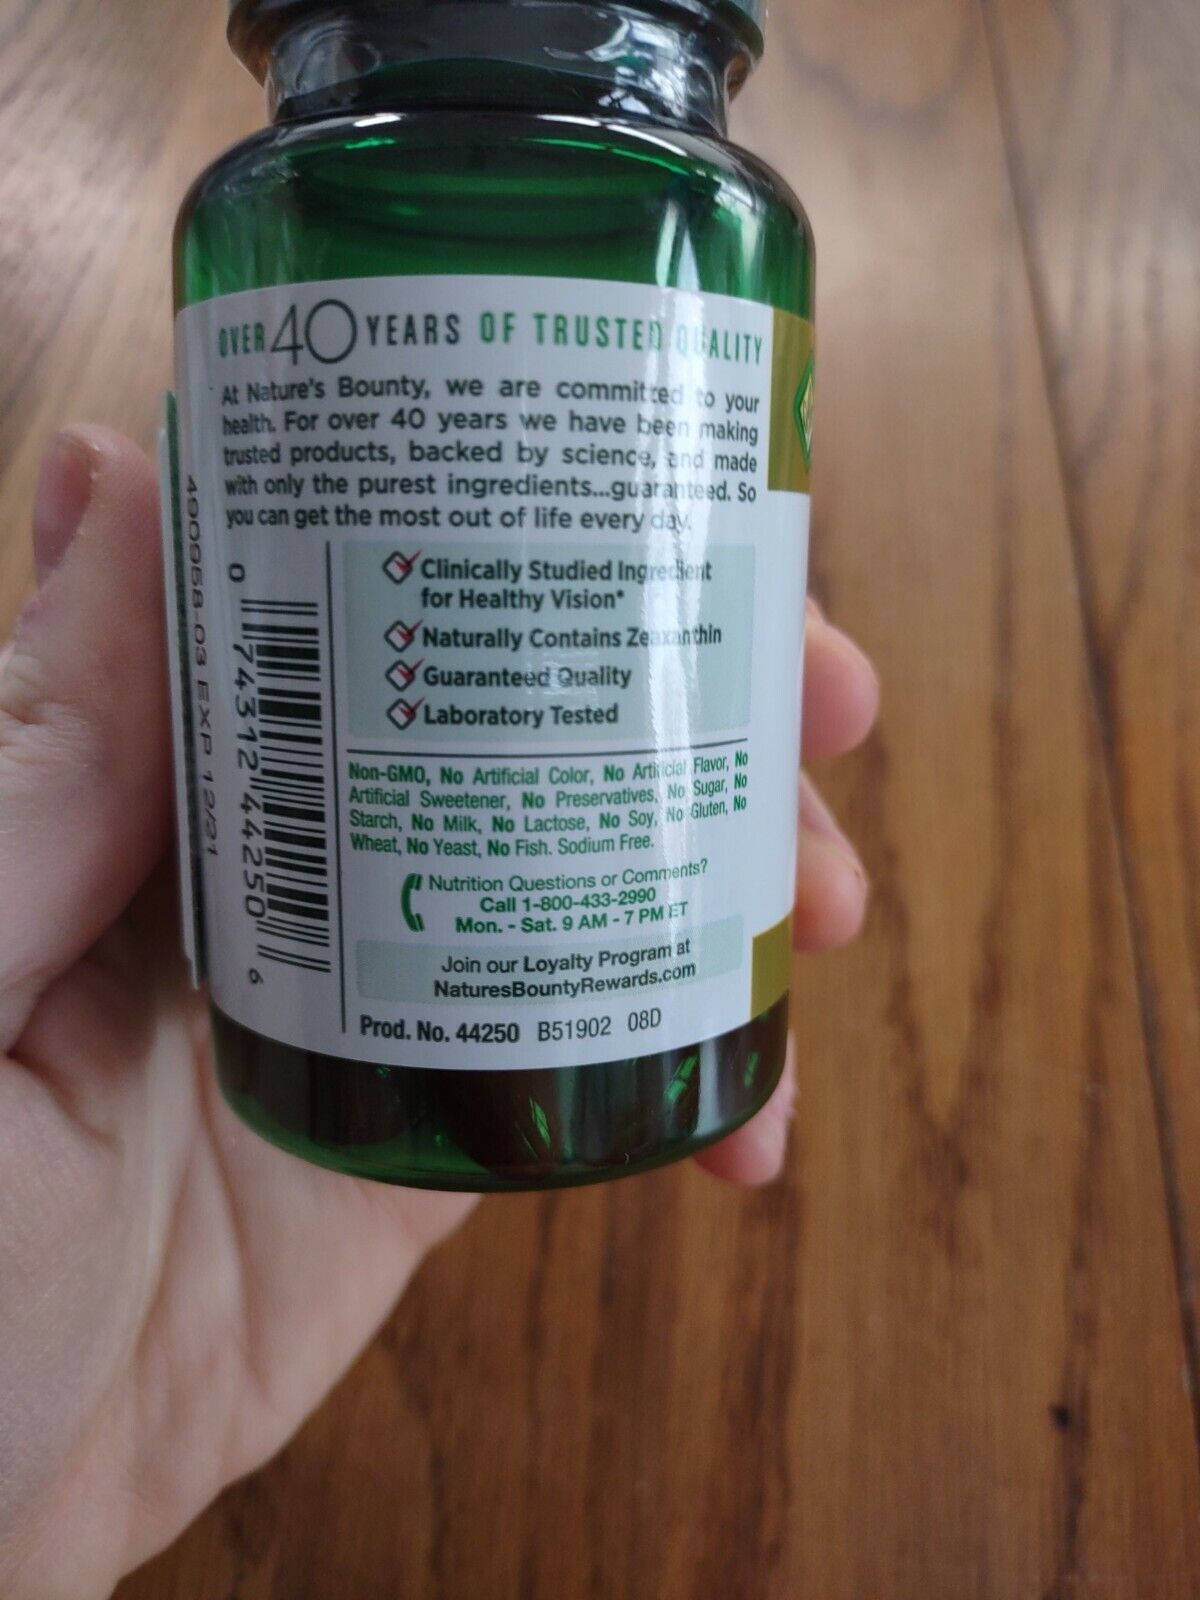 OVER 40 YEARS OF TRUSTED QUALITY
At Nature's Bounty, we are committed to your
health. For over 40 years we have been making
trusted products, backed by science, and made
with only the purest ingredients...guaranteed. So
you can get the most out of life every day.
Clinically Studied Ingredient
for Healthy Vision*
Naturally Contains Zeaxanthin
Guaranteed Quality
Laboratory Tested
Non-GMO, No Artificial Color, No Artificial Flavor, No
Artificial Sweetener, No Preservatives, No Sugar, No
Starch, No Milk, No Lactose, No Soy, No Gluten, No
Wheat, No Yeast, No Fish. Sodium Free.
Nutrition Questions or Comments?
Call 1-800-433-2990
Mon. - Sat. 9 AM - 7 PM ET
Join our Loyalty Program at
NaturesBountyRewards.com
Prod. No. 44250 B51902 08D
0 74312 44250 6
490958-03 EXP 12/21